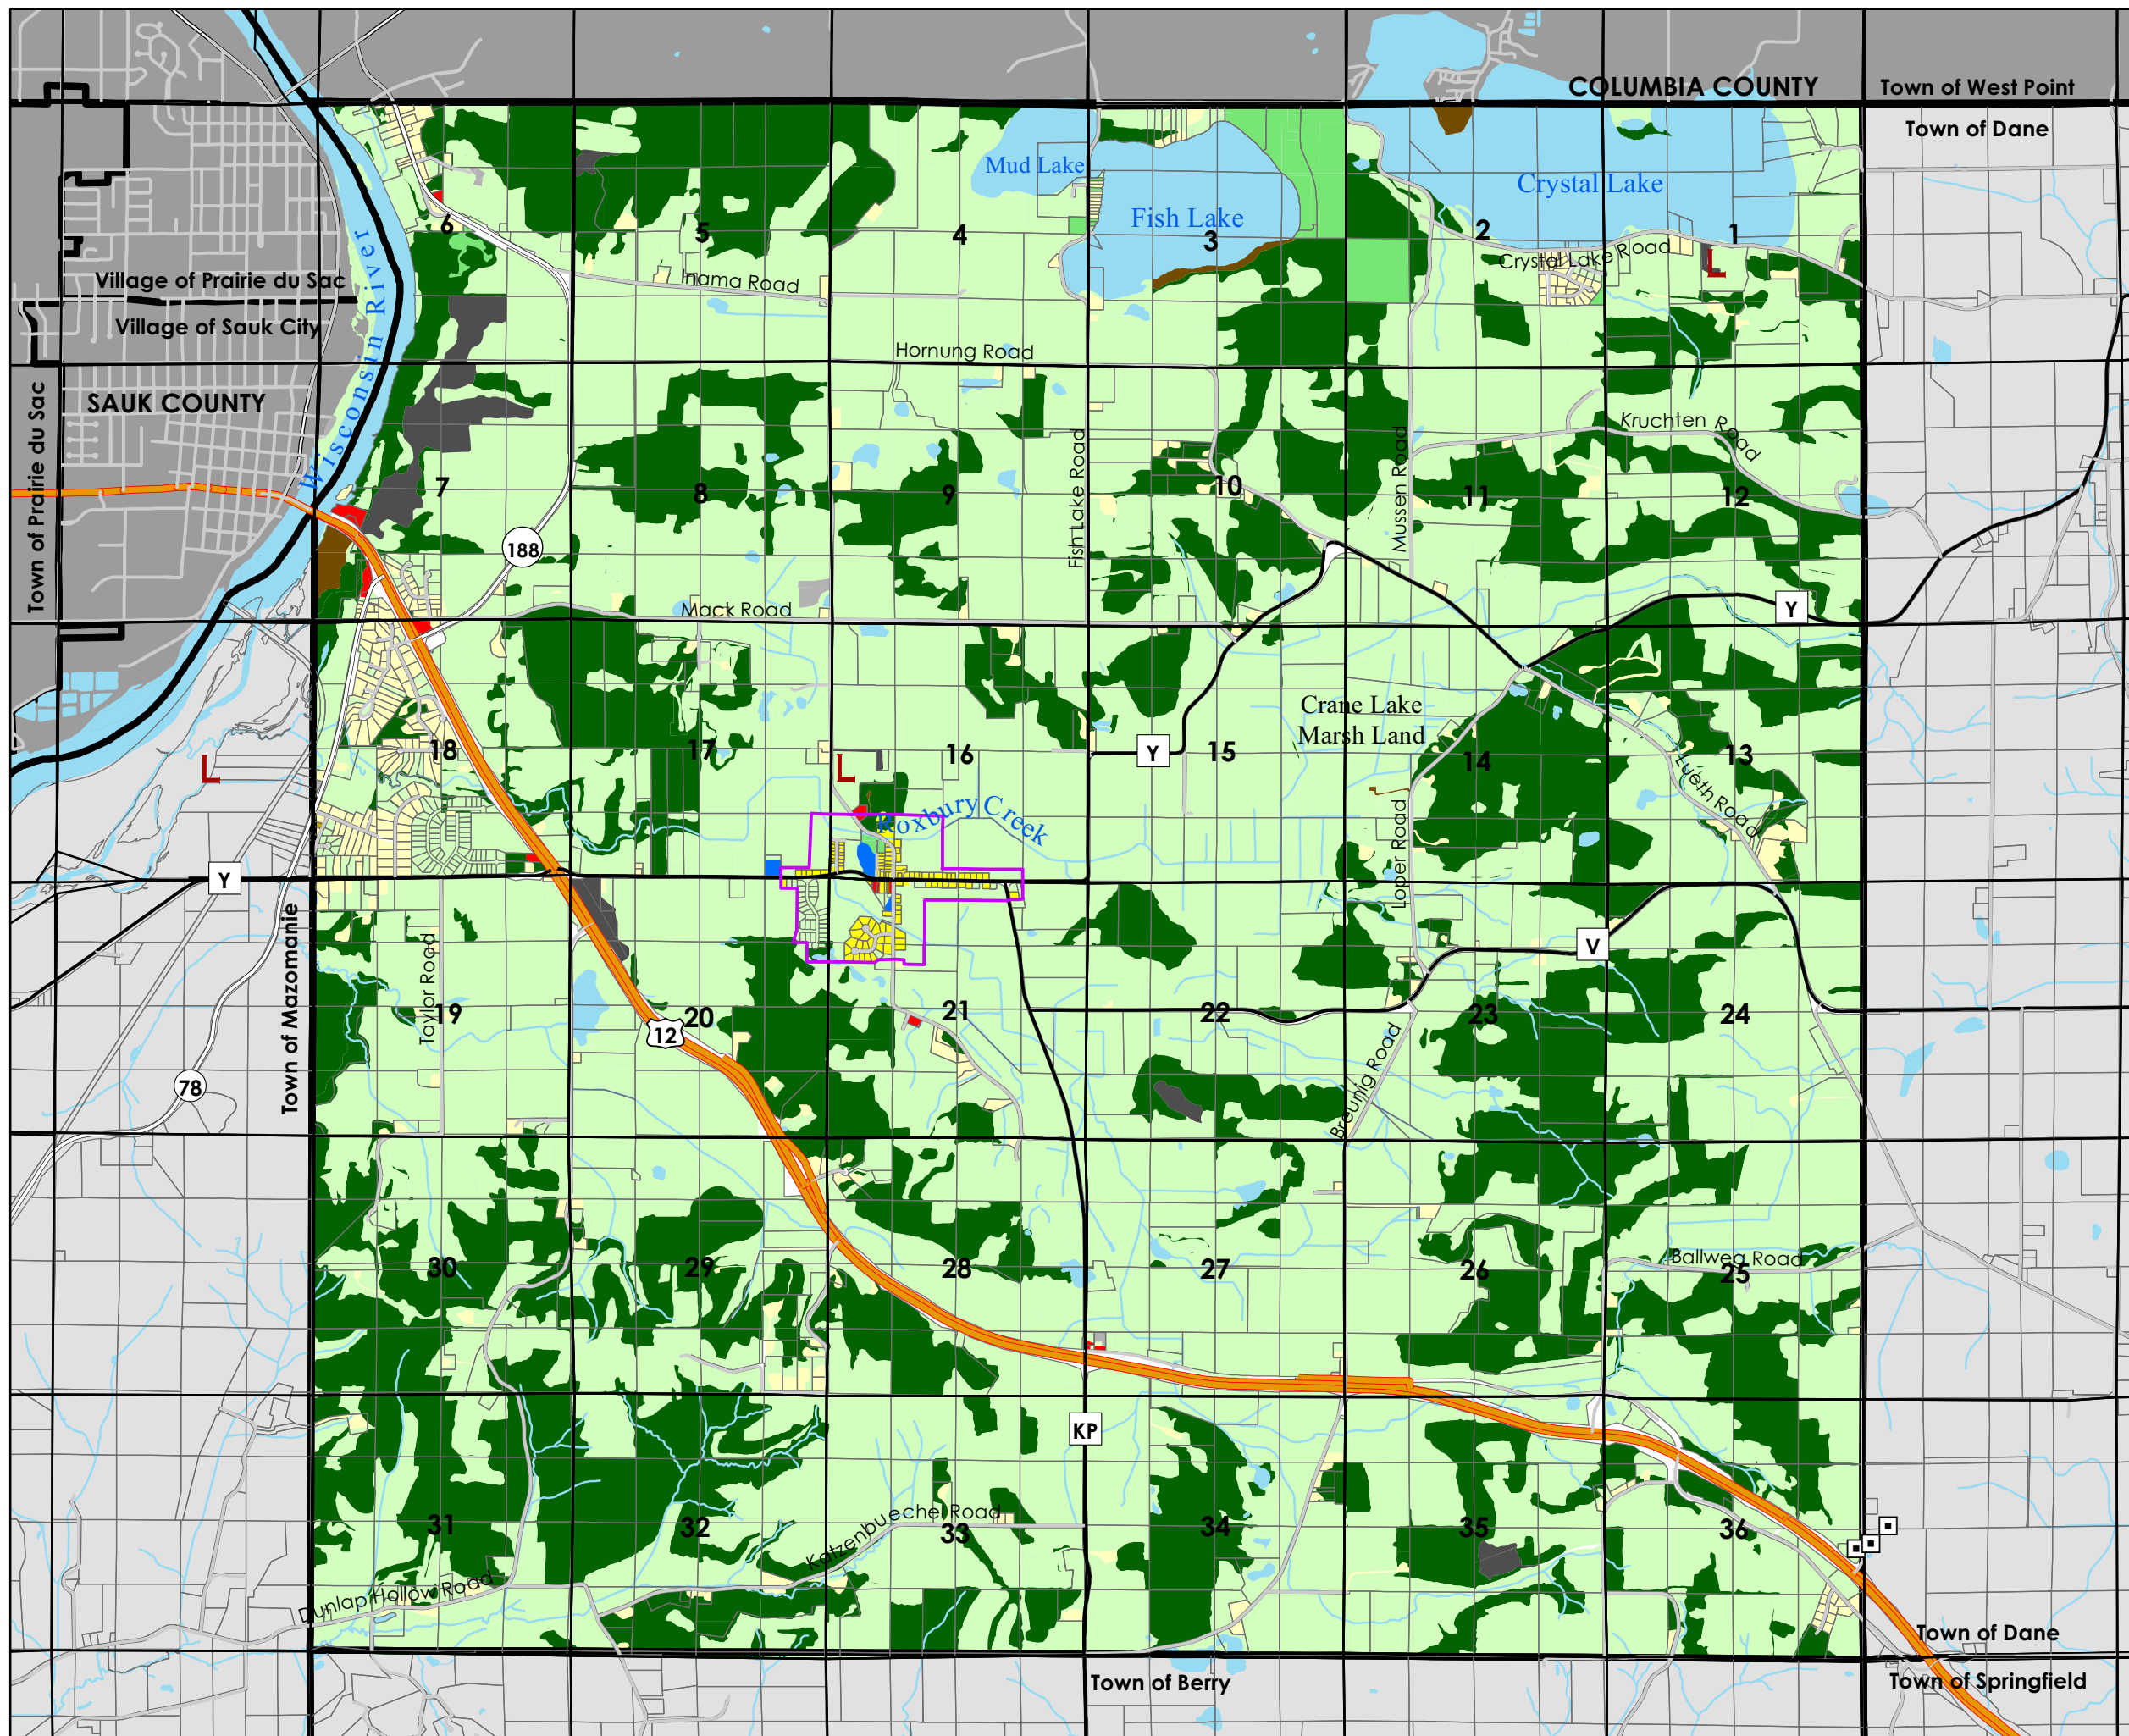 COLUMBIA COUNTY
Town of West Point
Town of Dane
Mud Lake
Fish Lake
Crystal Lake
6
5
4
3
2
1
Crystal Lake Road
L
Inama Road
Village of Prairie du Sac
Village of Sauk City
Wisconsin River
Hornung Road
SAUK COUNTY
Town of Prairie du Sac
Kruchten Road
Fish Lake Road
Mussen Road
7
8
9
10
11
12
188
Mack Road
Y
Crane Lake
Marsh Land
18
17
16
Y
15
14
13
L
L
Roxbury Creek
Lueth Road
Loper Road
Y
V
Town of Mazomanie
Taylor Road
19
20
21
22
23
24
12
78
Breunig Road
30
29
28
27
26
25
Ballweg Road
KP
31
32
33
34
35
36
Katzenbuechel Road
Dunlap Hollow Road
Town of Dane
Town of Berry
Town of Springfield